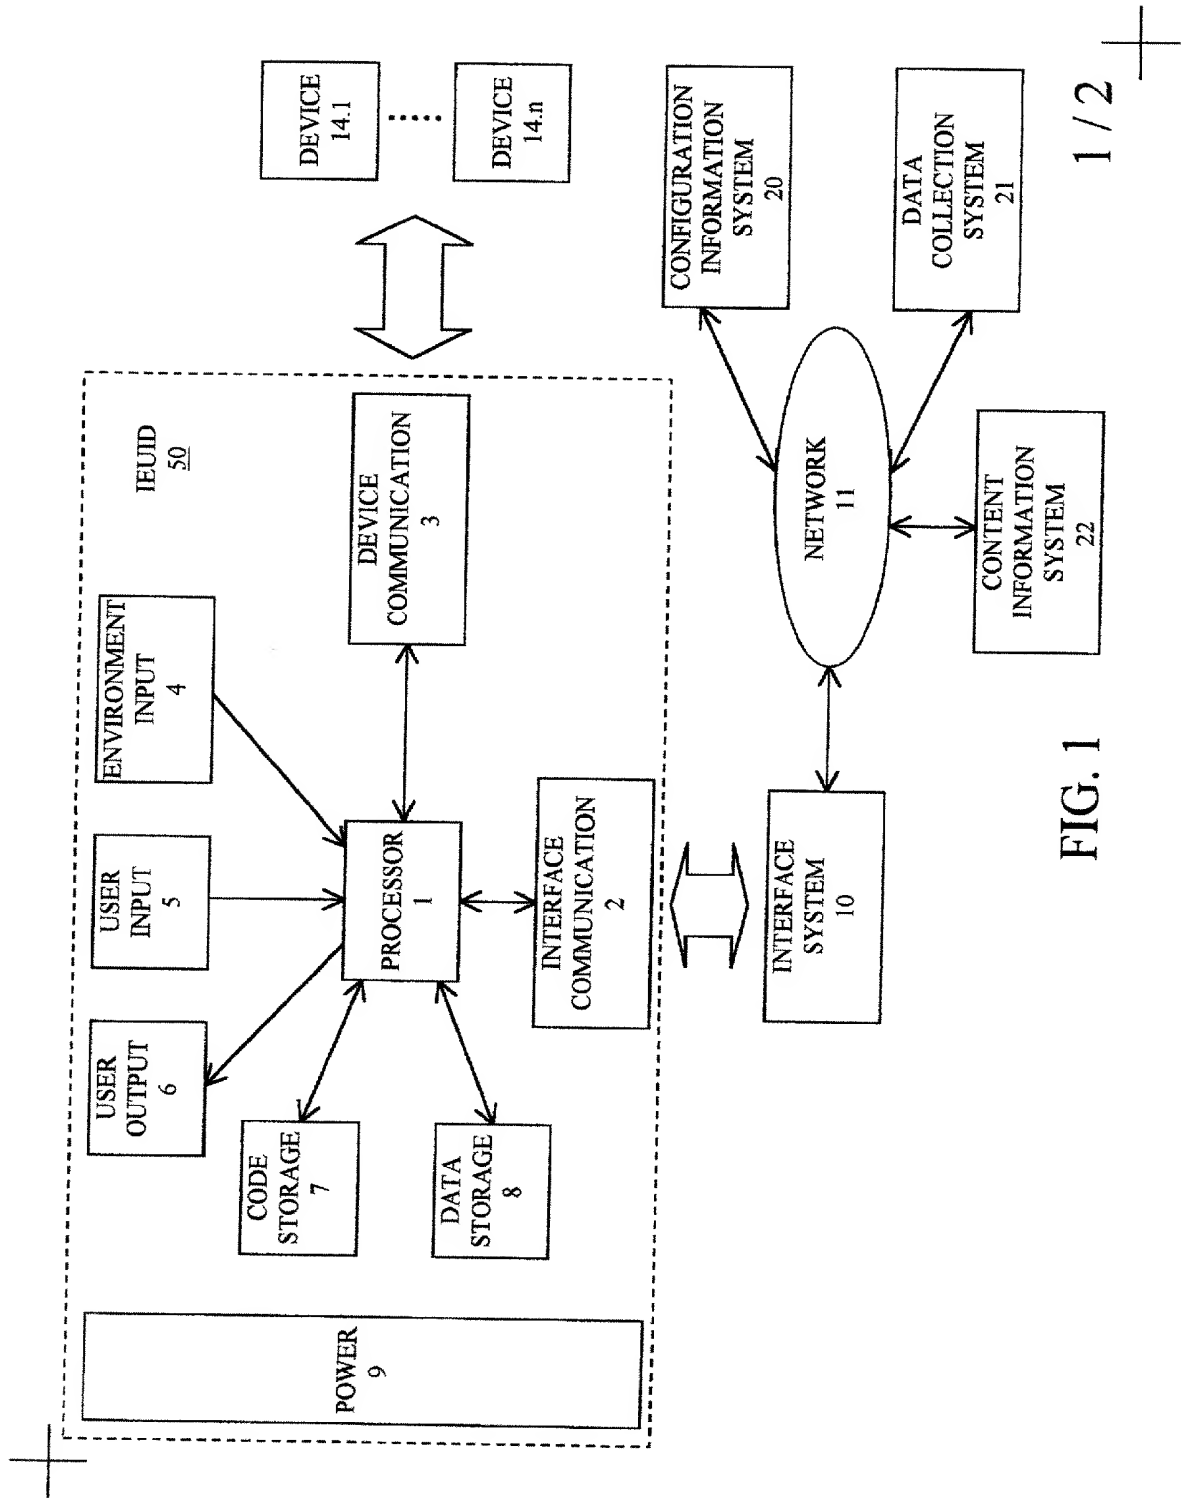 IEUID
50
POWER
9
USER
OUTPUT
6
USER
INPUT
5
ENVIRONMENT
INPUT
4
CODE
STORAGE
7
PROCESSOR
1
DEVICE
COMMUNICATION
3
DATA
STORAGE
8
INTERFACE
COMMUNICATION
2
DEVICE
14.1
DEVICE
14.n
INTERFACE
SYSTEM
10
NETWORK
11
CONFIGURATION
INFORMATION
SYSTEM
20
DATA
COLLECTION
SYSTEM
21
CONTENT
INFORMATION
SYSTEM
22
FIG. 1
1 / 2